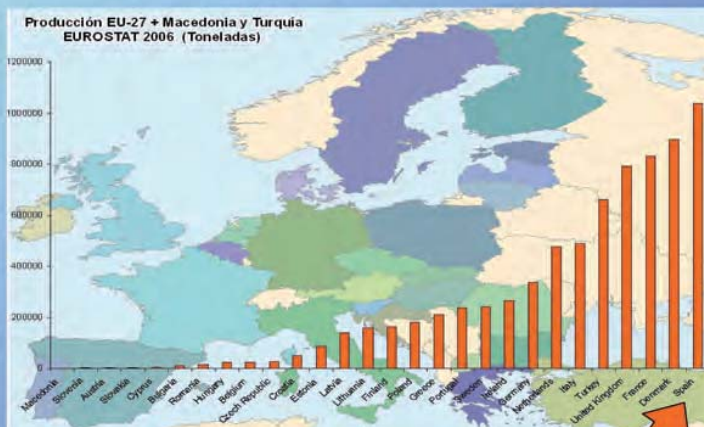 Producción EU-27 + Macedonia y Turquía
EUROSTAT 2006 (Toneladas)
1200000
1000000
800000
600000
400000
200000
0
Macedonia
Slovenia
Austria
Slovakia
Cyprus
Bulgaria
Romania
Hungary
Belgium
Czech Republic
Croatia
Estonia
Latvia
Lithuania
Finland
Poland
Greece
Portugal
Sweden
Ireland
Germany
Netherlands
Italy
Turkey
United Kingdom
France
Denmark
Spain